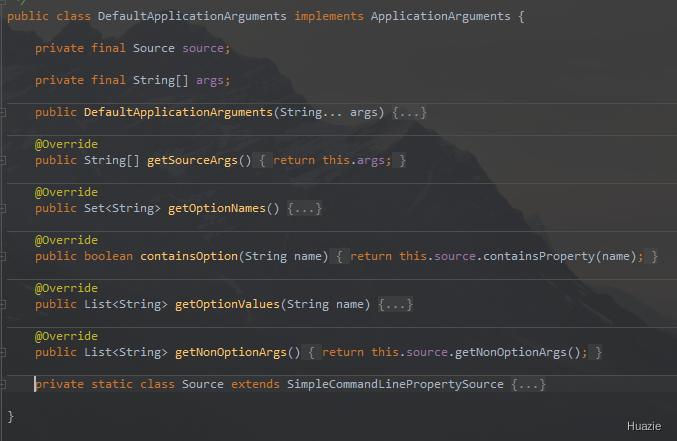 public class DefaultApplicationArguments implements ApplicationArguments {
private final Source source;
private final String[] args;
public DefaultApplicationArguments(String... args) {...}
@Override
public String[] getSourceArgs() { return this.args; }
@Override
public Set<String> getOptionNames() {...}
@Override
public boolean containsOption(String name) { return this.source.containsProperty(name); }
@Override
public List<String> getOptionValues(String name) {...}
@Override
public List<String> getNonOptionArgs() { return this.source.getNonOptionArgs(); }
private static class Source extends SimpleCommandLinePropertySource {...}
}
Huazie